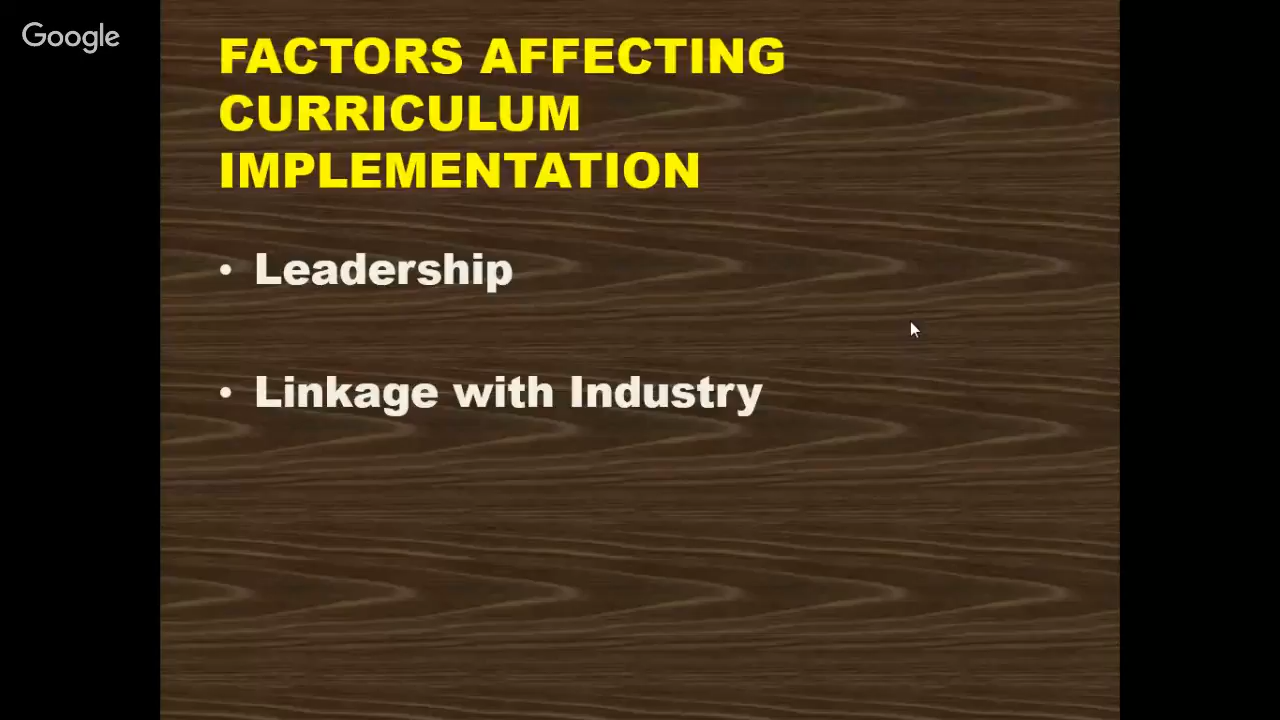 Google
FACTORS AFFECTING
CURRICULUM
IMPLEMENTATION
• Leadership
• Linkage with Industry